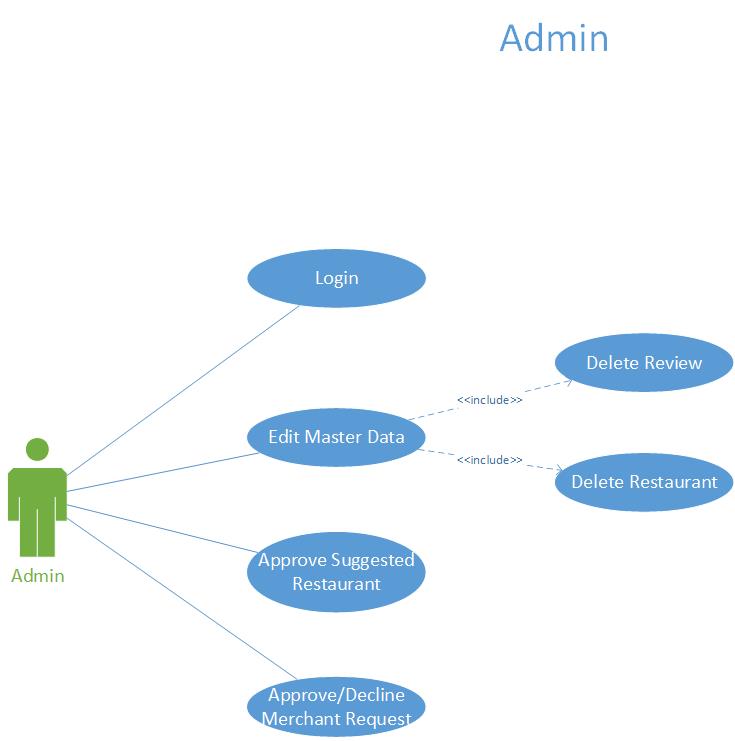 Admin
Login
Delete Review
<<include>>
Edit Master Data
<<include>>
Delete Restaurant
Approve Suggested
Restaurant
Admin
Approve/Decline
Merchant Request